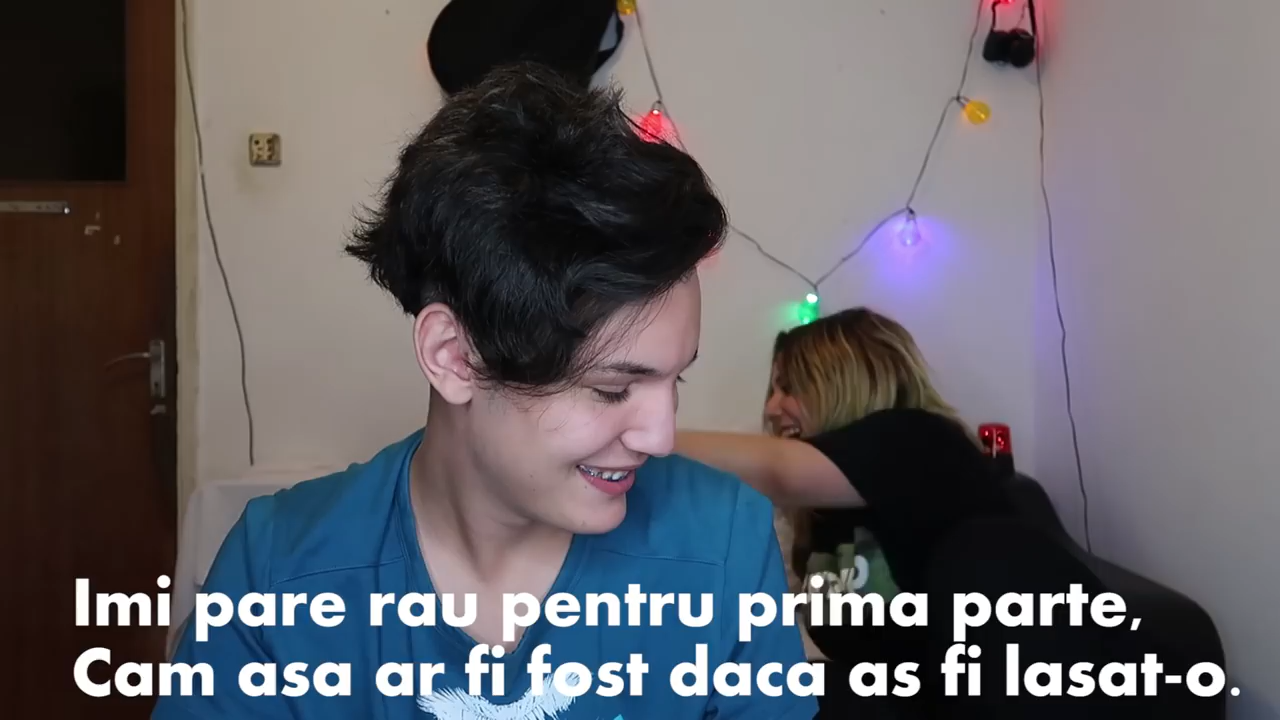 Imi pare rau pentru prima parte,
Cam asa ar fi fost daca as fi lasat-o.